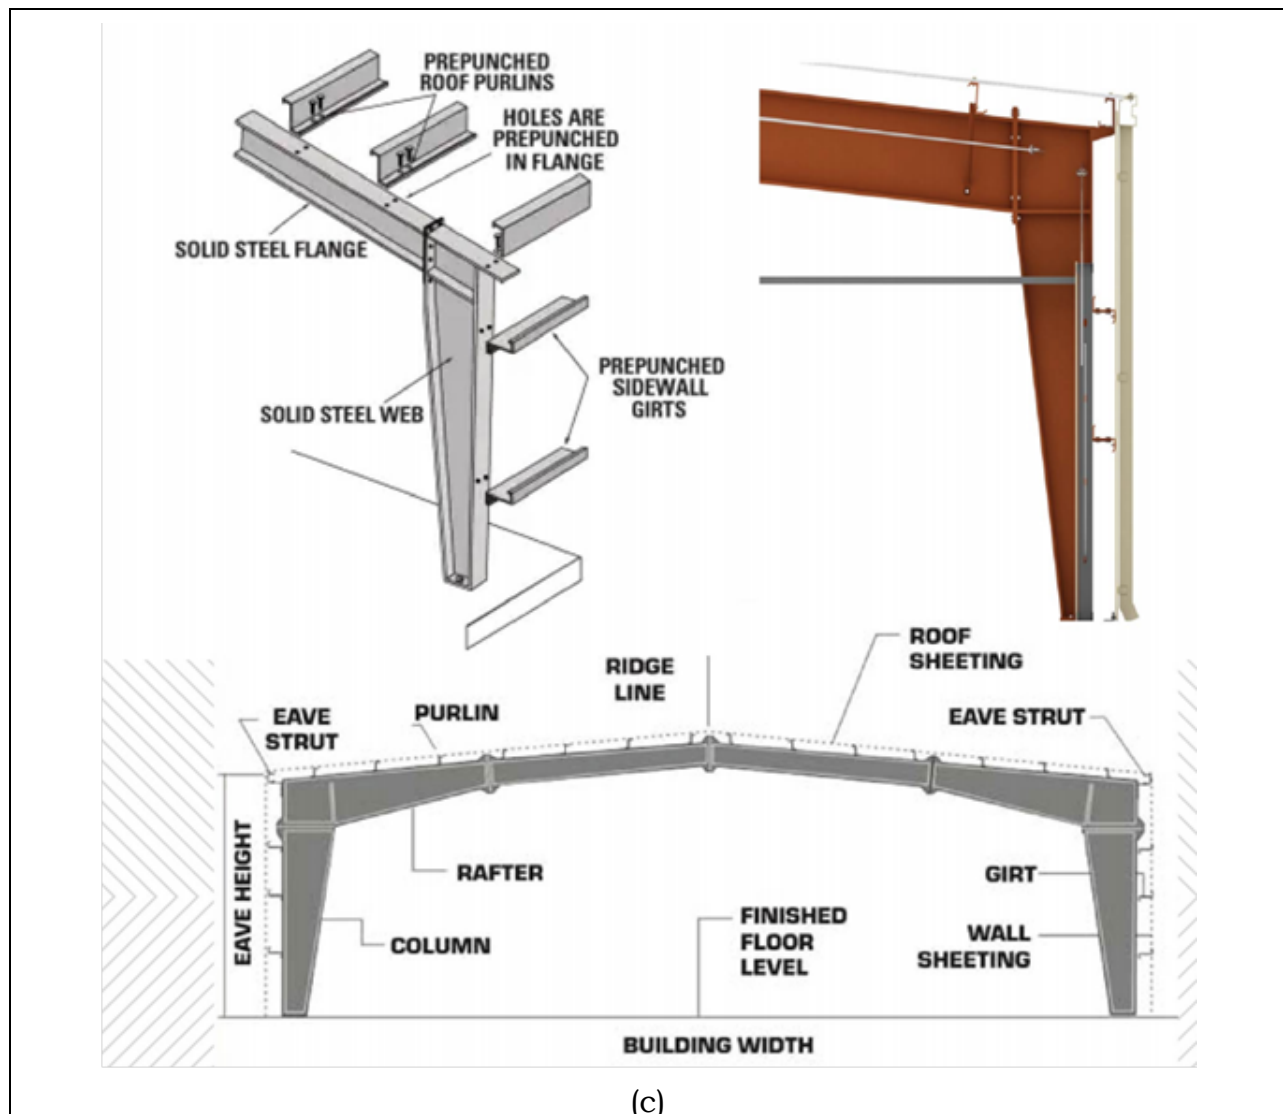 PREPUNCHED
ROOF PURLINS
HOLES ARE
PREPUNCHED
IN FLANGE
SOLID STEEL FLANGE
PREPUNCHED
SIDEWALL
GIRTS
SOLID STEEL WEB
ROOF
SHEETING
RIDGE
LINE
EAVE
STRUT
PURLIN
EAVE STRUT
EAVE HEIGHT
RAFTER
GIRT
COLUMN
FINISHED
FLOOR
LEVEL
WALL
SHEETING
BUILDING WIDTH
(c)